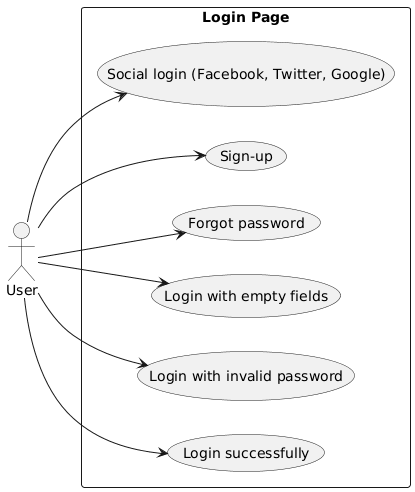 Login Page
Social login (Facebook, Twitter, Google)
Sign-up
Forgot password
Login with empty fields
User
Login with invalid password
Login successfully